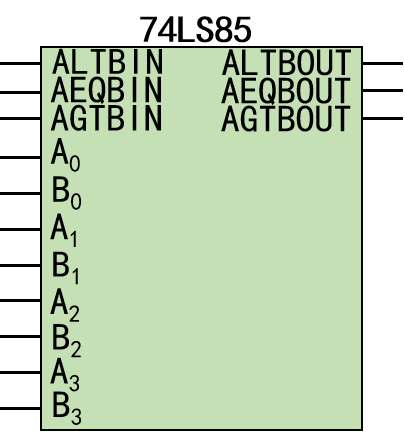 74LS85
ALTBIN ALTBOUT
AEQBIN AEQBOUT
AGTBIN AGTBOUT
A₀
B₀
A₁
B₁
A₂
B₂
A₃
B₃